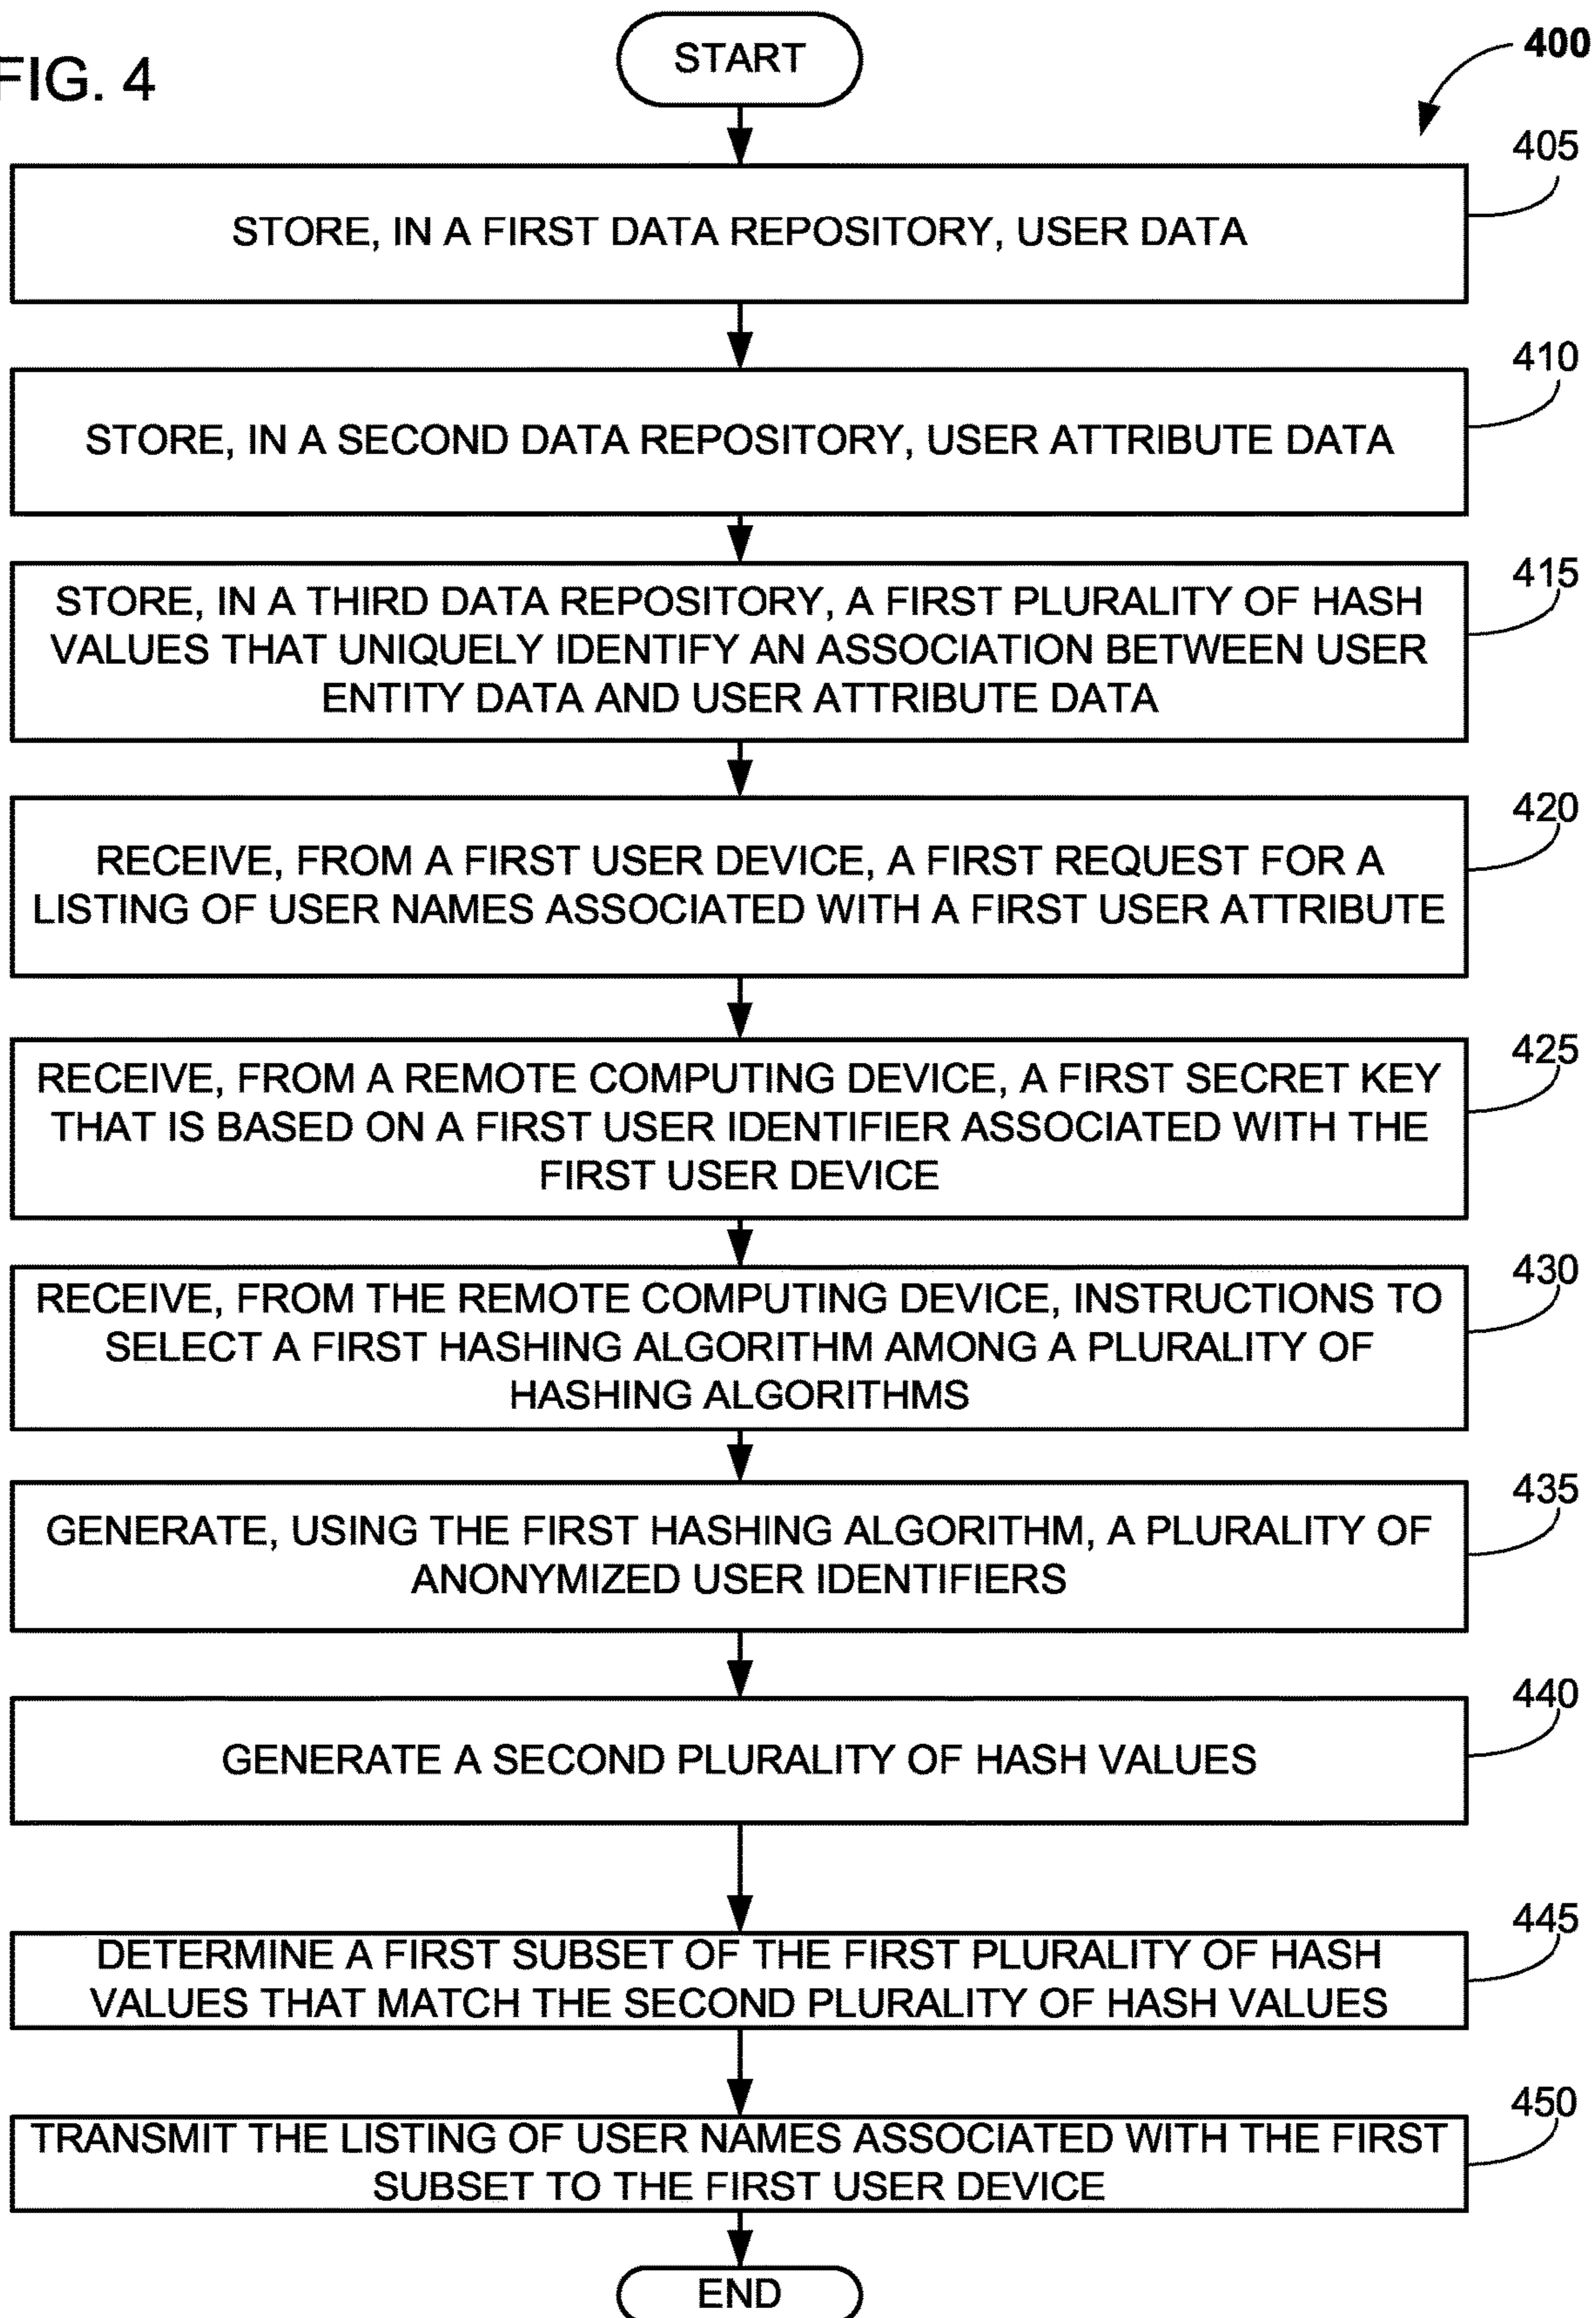 FIG. 4
START
400
405
STORE, IN A FIRST DATA REPOSITORY, USER DATA
410
STORE, IN A SECOND DATA REPOSITORY, USER ATTRIBUTE DATA
415
STORE, IN A THIRD DATA REPOSITORY, A FIRST PLURALITY OF HASH
VALUES THAT UNIQUELY IDENTIFY AN ASSOCIATION BETWEEN USER
ENTITY DATA AND USER ATTRIBUTE DATA
420
RECEIVE, FROM A FIRST USER DEVICE, A FIRST REQUEST FOR A
LISTING OF USER NAMES ASSOCIATED WITH A FIRST USER ATTRIBUTE
425
RECEIVE, FROM A REMOTE COMPUTING DEVICE, A FIRST SECRET KEY
THAT IS BASED ON A FIRST USER IDENTIFIER ASSOCIATED WITH THE
FIRST USER DEVICE
430
RECEIVE, FROM THE REMOTE COMPUTING DEVICE, INSTRUCTIONS TO
SELECT A FIRST HASHING ALGORITHM AMONG A PLURALITY OF
HASHING ALGORITHMS
435
GENERATE, USING THE FIRST HASHING ALGORITHM, A PLURALITY OF
ANONYMIZED USER IDENTIFIERS
440
GENERATE A SECOND PLURALITY OF HASH VALUES
445
DETERMINE A FIRST SUBSET OF THE FIRST PLURALITY OF HASH
VALUES THAT MATCH THE SECOND PLURALITY OF HASH VALUES
450
TRANSMIT THE LISTING OF USER NAMES ASSOCIATED WITH THE FIRST
SUBSET TO THE FIRST USER DEVICE
END